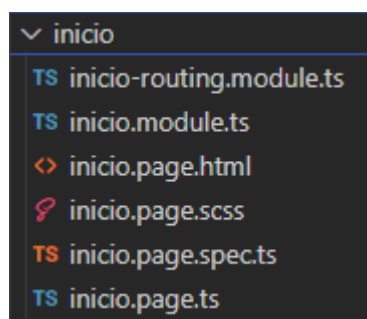 inicio
TS inicio-routing.module.ts
TS inicio.module.ts
<> inicio.page.html
inicio.page.scss
TS inicio.page.spec.ts
TS inicio.page.ts